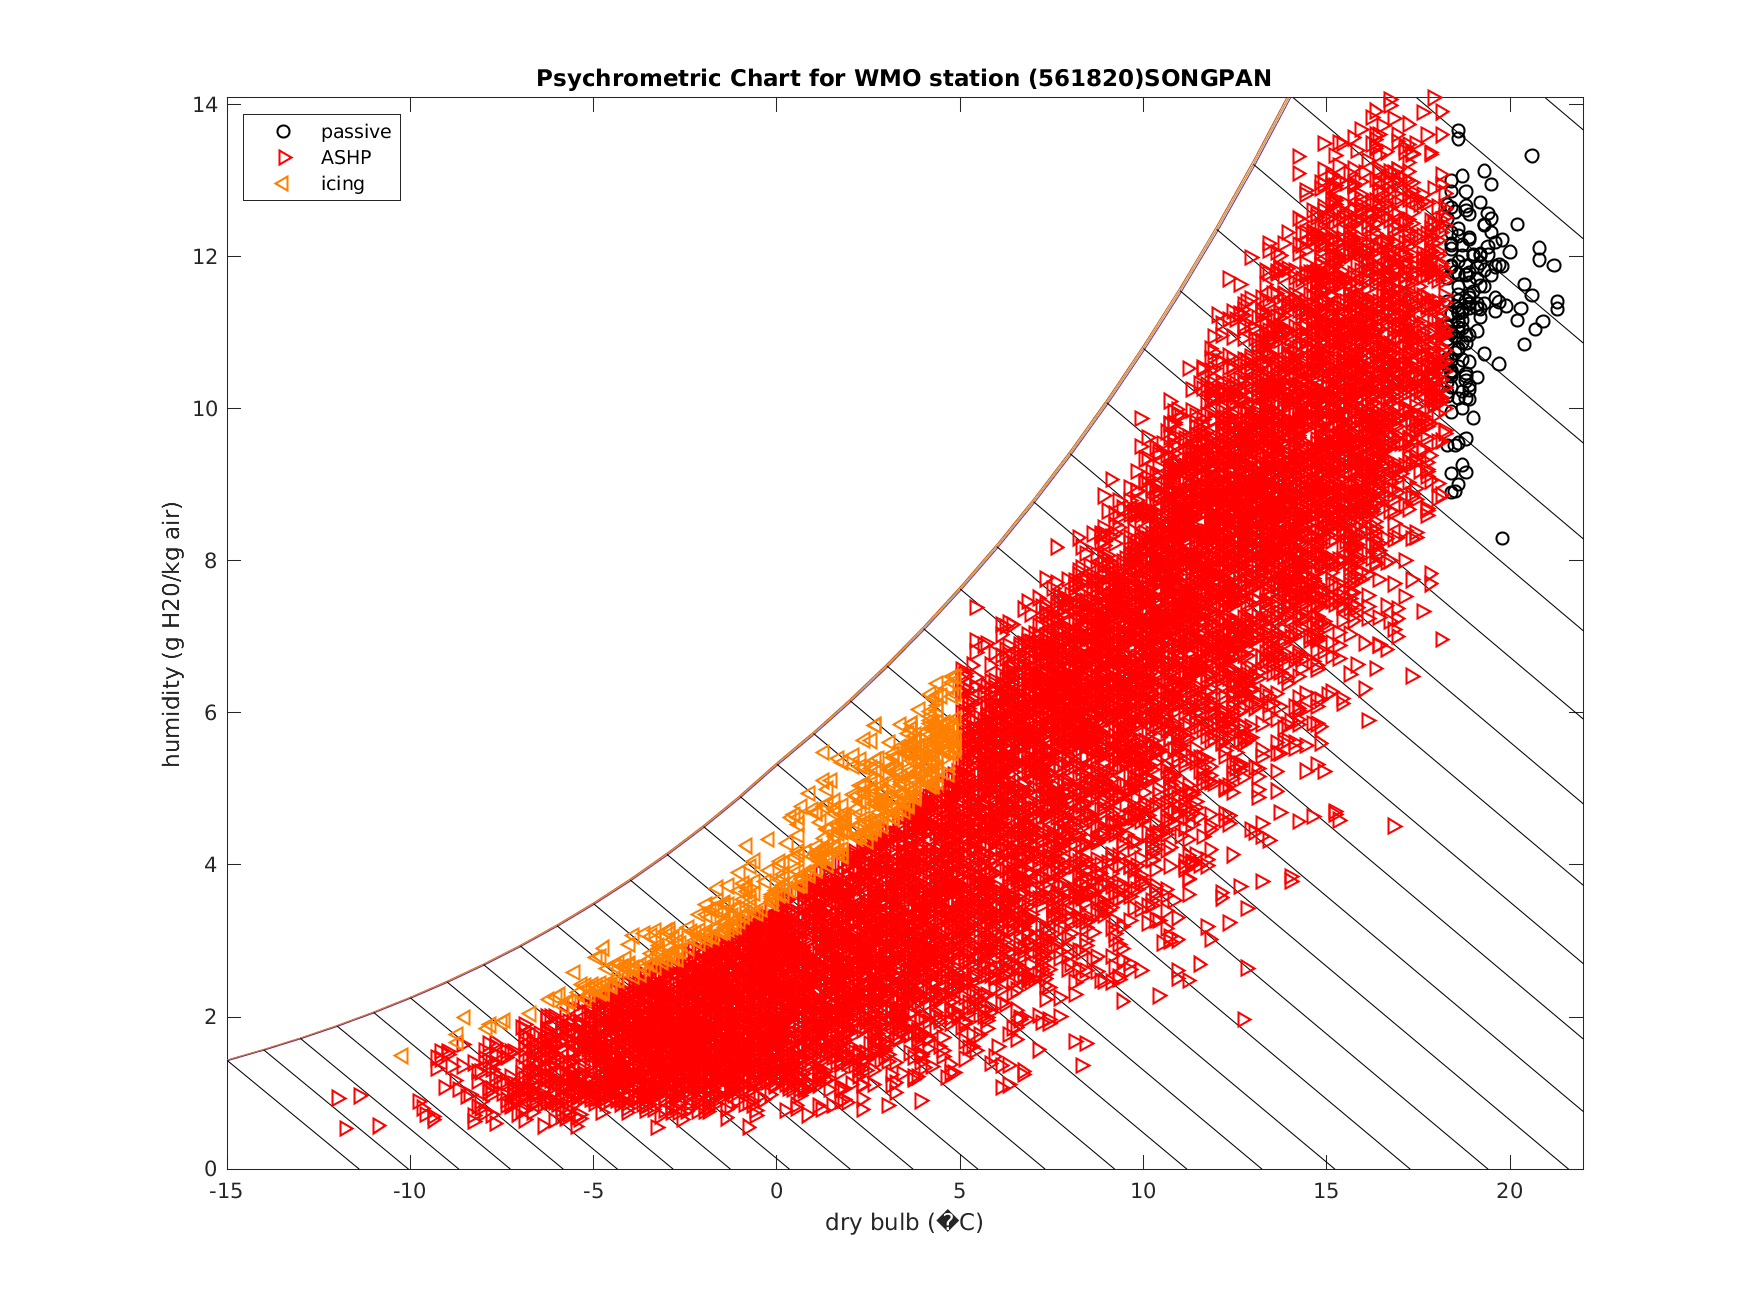 Psychrometric Chart for WMO station (561820)SONGPAN
passive
ASHP
icing
humidity (g H20/kg air)
14
12
10
8
6
4
2
0
-15 -10 -5 0 5 10 15 20
dry bulb (�C)